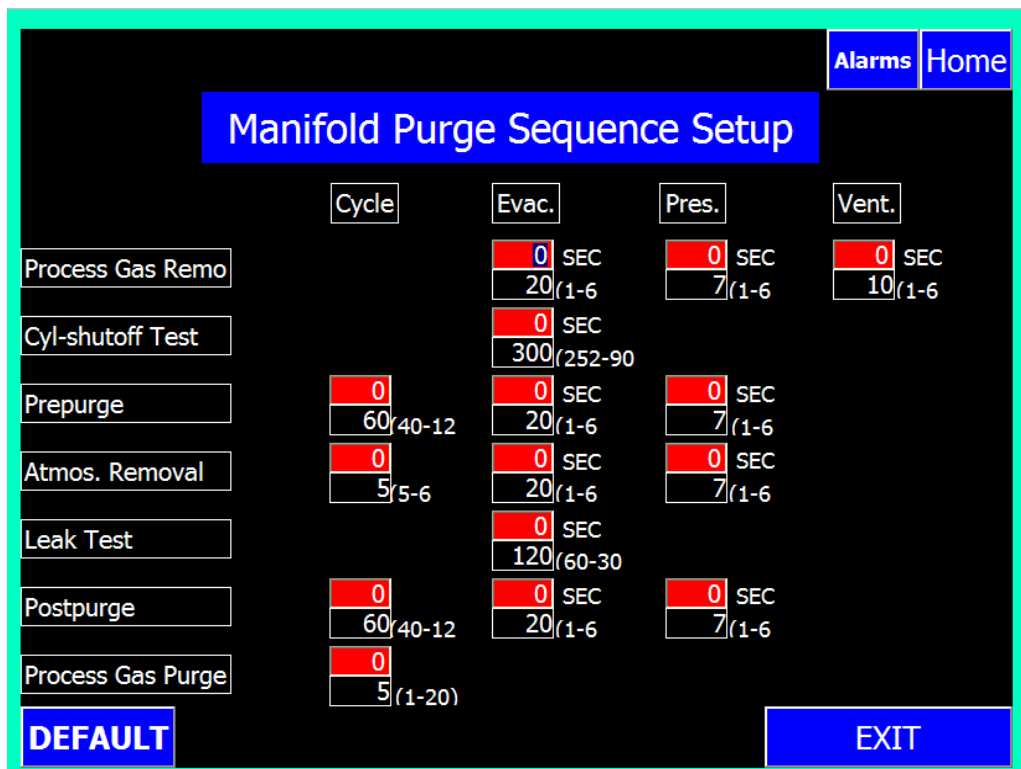 Alarms Home
Manifold Purge Sequence Setup
Cycle Evac. Pres. Vent.
Process Gas Remo 0 SEC 0 SEC 0 SEC
20 (1-6 7 (1-6 10 (1-6
Cyl-shutoff Test 0 SEC
300 (252-90
Prepurge 0 0 SEC 0 SEC
60 (40-12 20 (1-6 7 (1-6
Atmos. Removal 0 0 SEC 0 SEC
5 (5-6 20 (1-6 7 (1-6
Leak Test 0 SEC
120 (60-30
Postpurge 0 0 SEC 0 SEC
60 (40-12 20 (1-6 7 (1-6
Process Gas Purge 0
5 (1-20)
DEFAULT EXIT